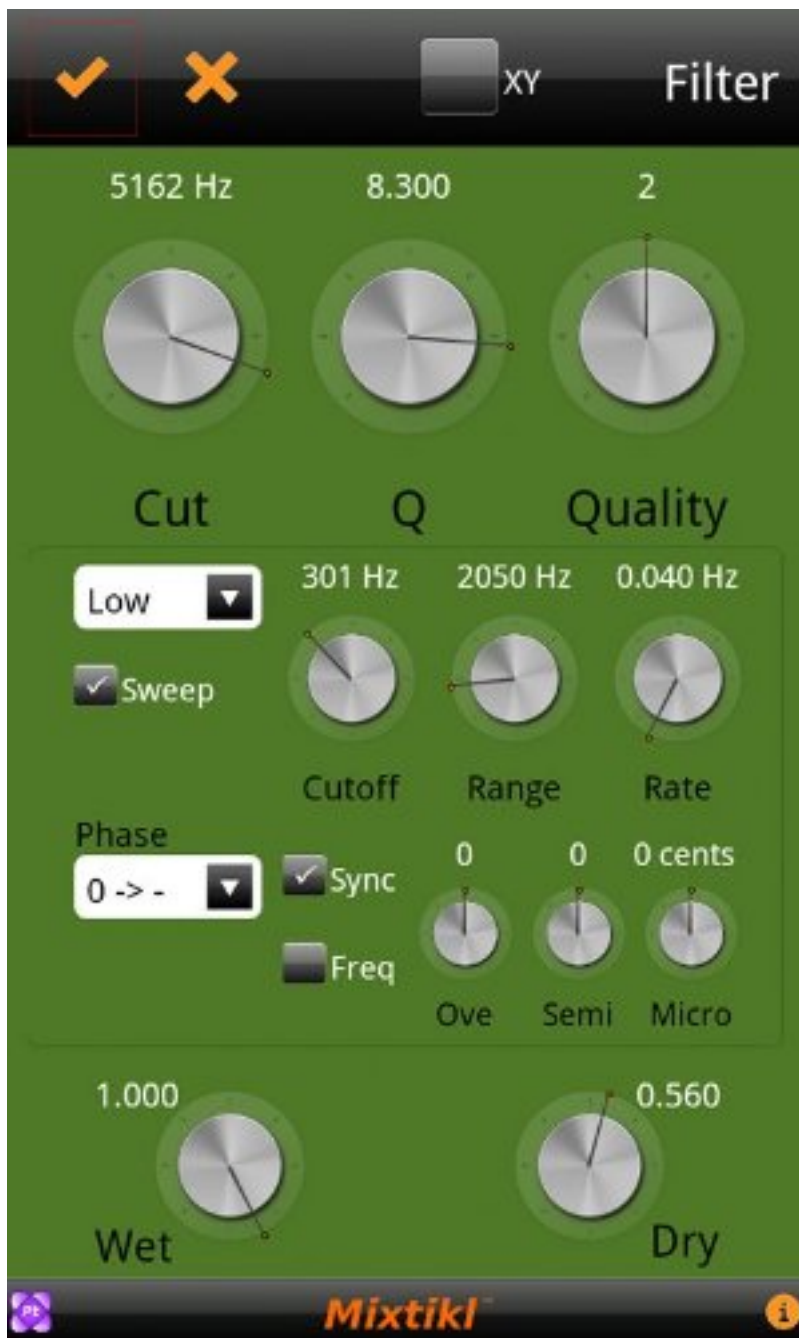 XY Filter
5162 Hz 8.300 2
Cut Q Quality
Low 301 Hz 2050 Hz 0.040 Hz
Sweep
Cutoff Range Rate
Phase
0 -> - Sync 0 0 0 cents
Freq
Ove Semi Micro
1.000 0.560
Wet Dry
Pt Mixtikl™ i